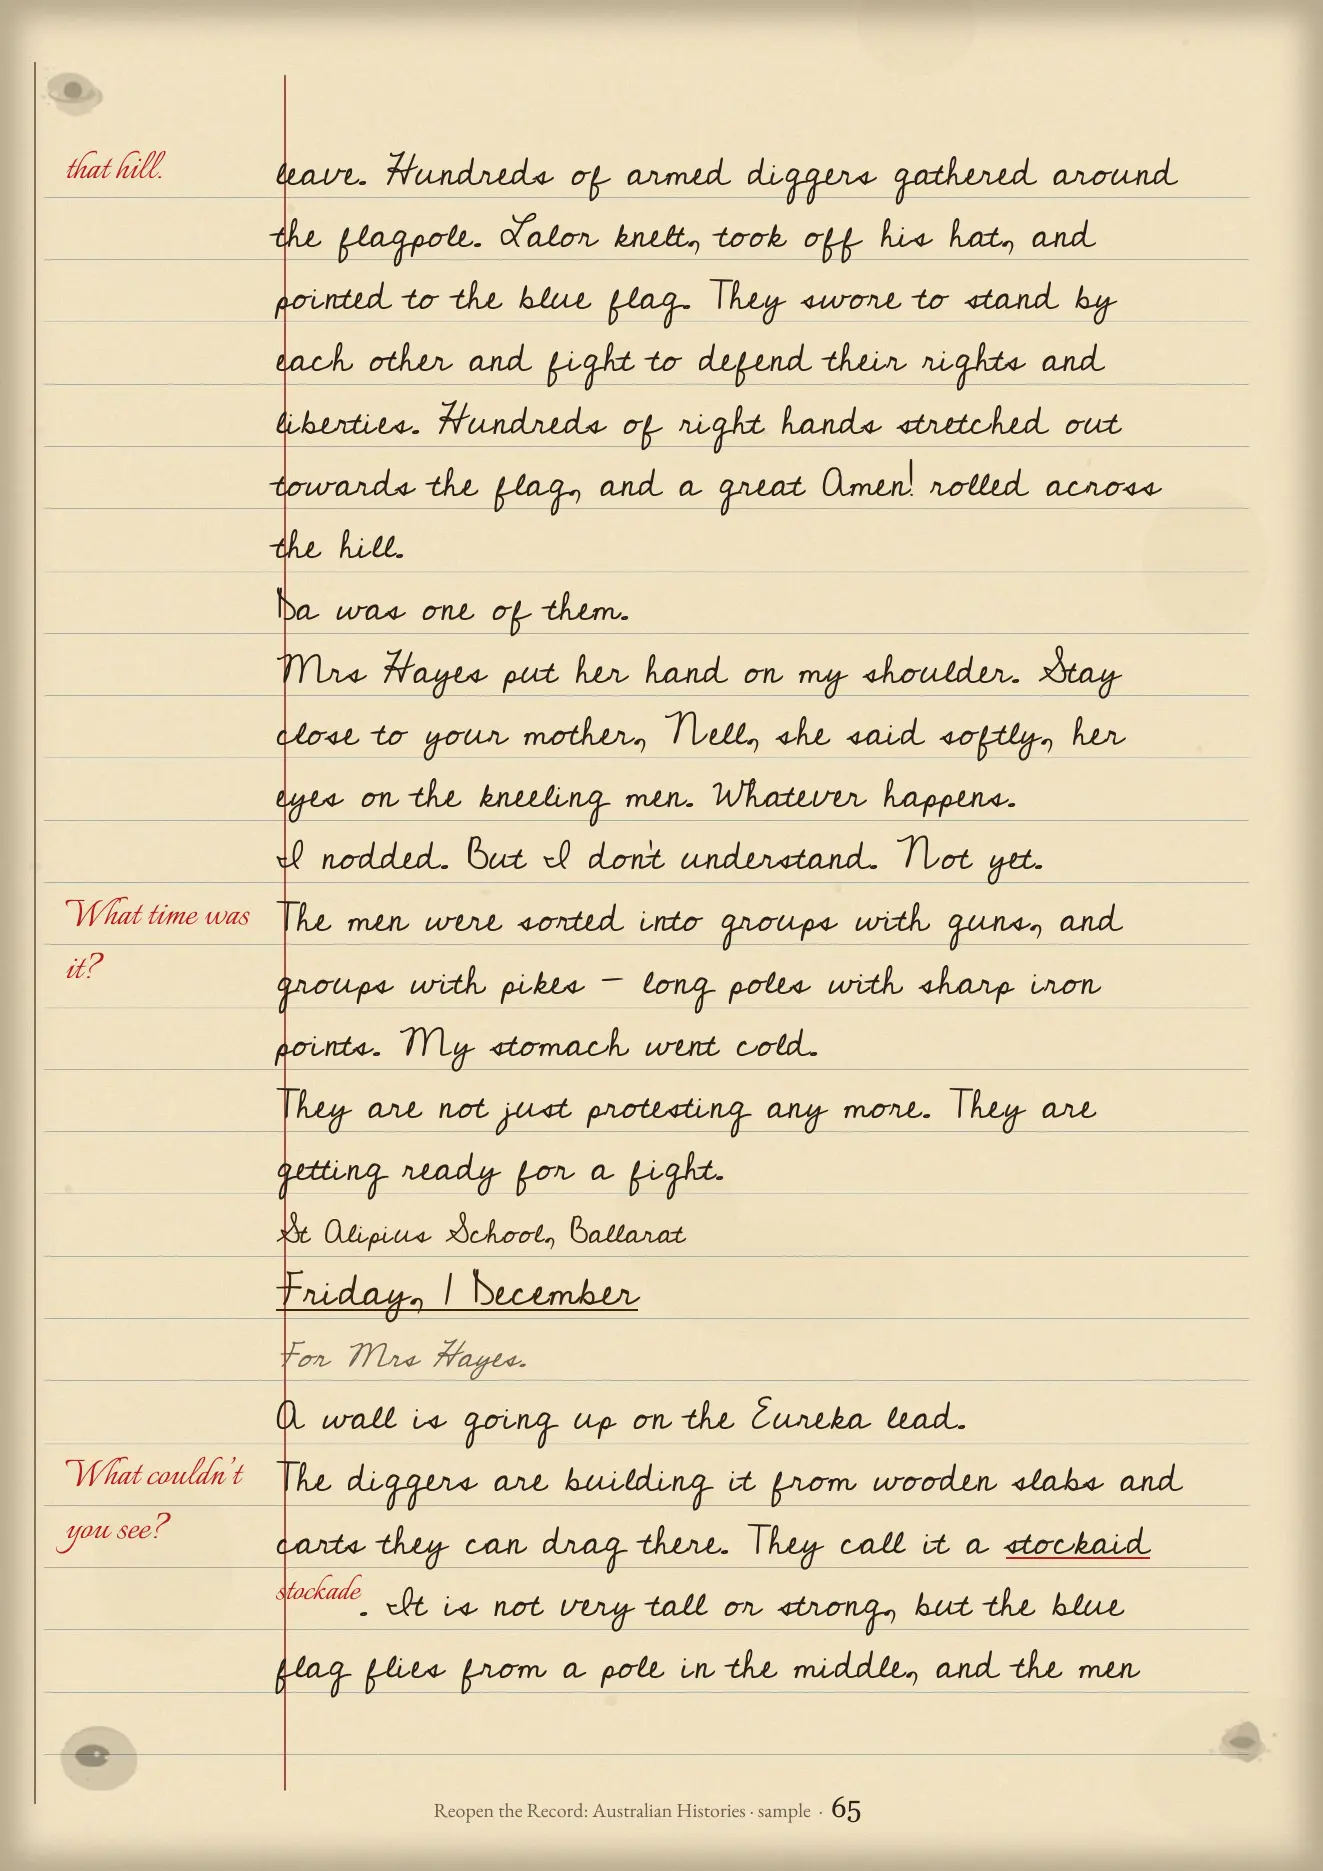 that hill.
leave. Hundreds of armed diggers gathered around
the flagpole. Lalor knelt, took off his hat, and
pointed to the blue flag. They swore to stand by
each other and fight to defend their rights and
liberties. Hundreds of right hands stretched out
towards the flag, and a great Amen! rolled across
the hill.
Da was one of them.
Mrs Hayes put her hand on my shoulder. Stay
close to your mother, Nell, she said softly, her
eyes on the kneeling men. Whatever happens.
I nodded. But I don't understand. Not yet.
What time was
it?
The men were sorted into groups with guns, and
groups with pikes – long poles with sharp iron
points. My stomach went cold.
They are not just protesting any more. They are
getting ready for a fight.
St Alipius School, Ballarat
Friday, 1 December
For Mrs Hayes.
A wall is going up on the Eureka lead.
What couldn't
you see?
The diggers are building it from wooden slabs and
carts they can drag there. They call it a stockaid
stockade. It is not very tall or strong, but the blue
flag flies from a pole in the middle, and the men
Reopen the Record: Australian Histories · sample · 65